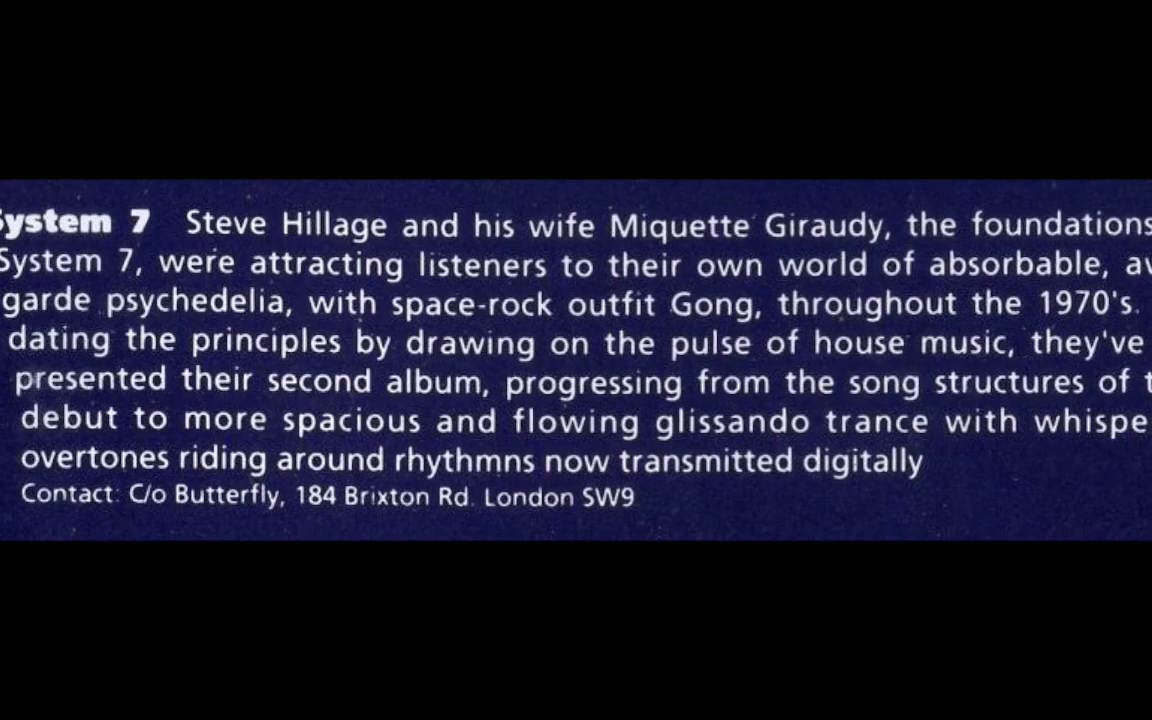 System 7 Steve Hillage and his wife Miquette Giraudy, the foundations
System 7, were attracting listeners to their own world of absorbable,
garde psychedelia, with space-rock outfit Gong, throughout the 1970's.
dating the principles by drawing on the pulse of house music, they've
presented their second album, progressing from the song structures of
debut to more spacious and flowing glissando trance with
overtones riding around rhythmns now transmitted digitally
Contact: C/o Butterfly, 184 Brixton Rd. London SW9